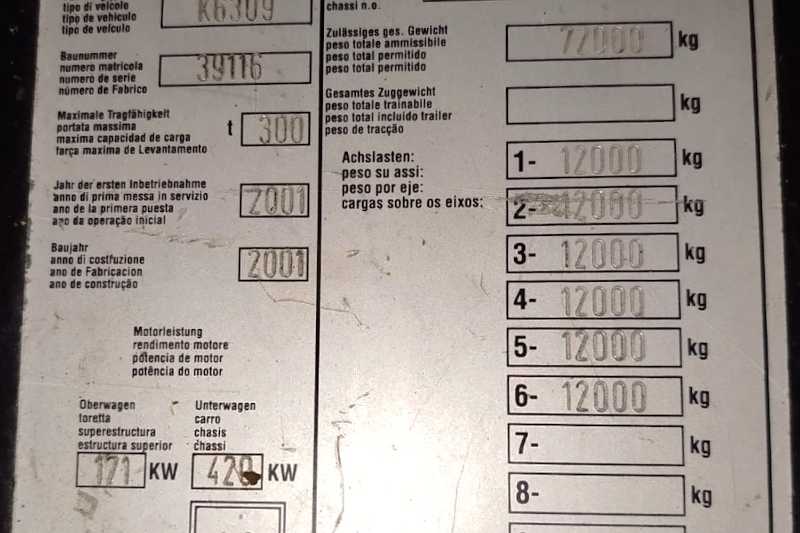 tipo di veicolo
tipo de vehiculo
tipo de veículo
K6309
Baunummer
numero matricola
numero de serie
número de Fabrico
39116
Maximale Tragfähigkeit
portata massima
maxima capacidad de carga
farça maxima de Levantamento
t 300
Jahr der ersten Inbetriebnahme
anno di prima messa in servizio
ano de la primera puesta
ano da operação inicial
2001
Baujahr
anno di costfuzione
ano de Fabricacion
ano de construção
2001
Motorleistung
rendimento motore
potencia de motor
potência do motor
Oberwagen
toretta
superestructura
estructura superior
171 KW
Unterwagen
carro
chasis
chassi
420 KW
chassi n.o.
Zulässiges ges. Gewicht
peso totale ammissibile
peso total permitido
peso total permitido
72000 kg
Gesamtes Zuggewicht
peso totale trainabile
peso total incluido trailer
peso de tracção
kg
Achslasten:
peso su assi:
peso por eje:
cargas sobre os eixos:
1- 12000 kg
2- 12000 kg
3- 12000 kg
4- 12000 kg
5- 12000 kg
6- 12000 kg
7- kg
8- kg